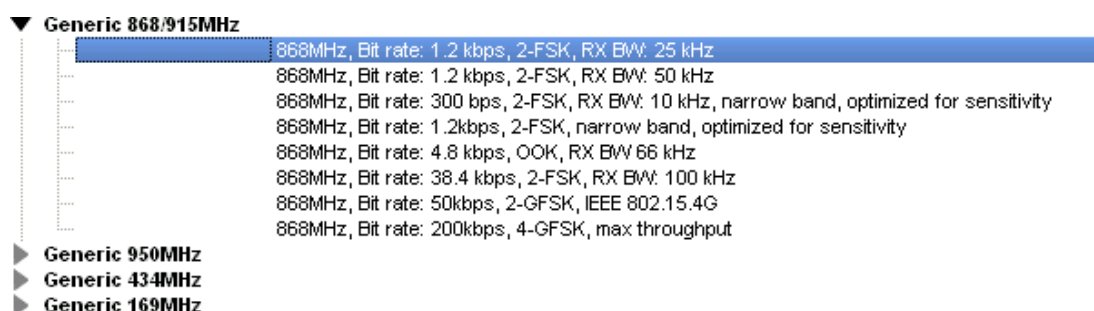 Generic 868/915MHz
868MHz, Bit rate: 1.2 kbps, 2-FSK, RX BW: 25 kHz
868MHz, Bit rate: 1.2 kbps, 2-FSK, RX BW: 50 kHz
868MHz, Bit rate: 300 bps, 2-FSK, RX BW: 10 kHz, narrow band, optimized for sensitivity
868MHz, Bit rate: 1.2kbps, 2-FSK, narrow band, optimized for sensitivity
868MHz, Bit rate: 4.8 kbps, OOK, RX BW 66 kHz
868MHz, Bit rate: 38.4 kbps, 2-FSK, RX BW: 100 kHz
868MHz, Bit rate: 50kbps, 2-GFSK, IEEE 802.15.4G
868MHz, Bit rate: 200kbps, 4-GFSK, max throughput
Generic 950MHz
Generic 434MHz
Generic 169MHz